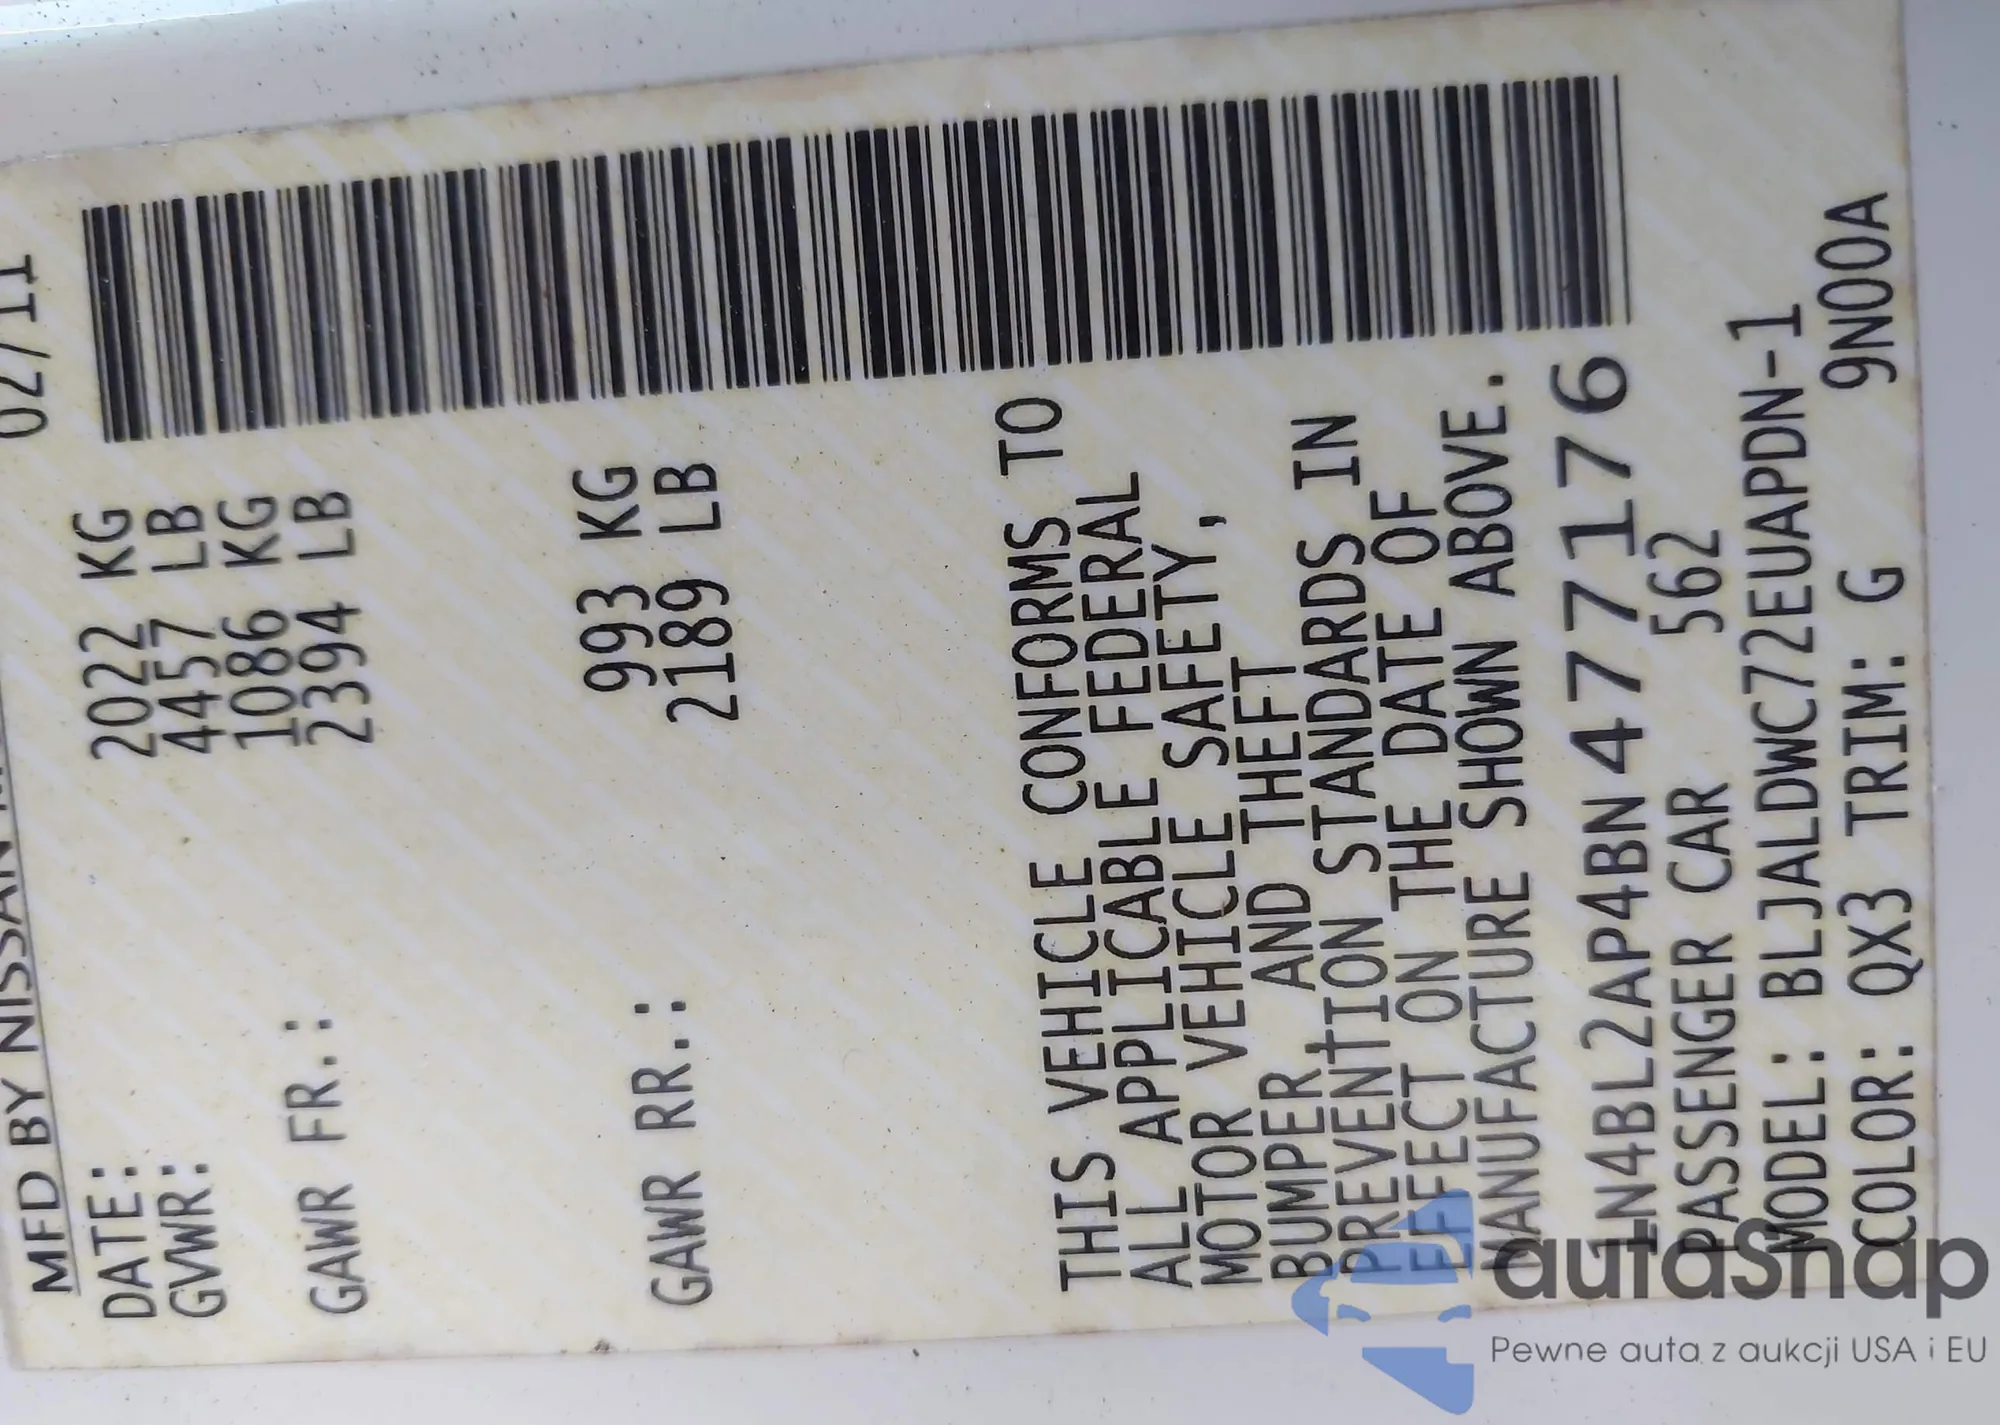 MFD BY NISSAN
DATE: 02/11
GVWR: 2022 KG
4457 LB
GAWR FR.: 1086 KG
2394 LB
GAWR RR.: 993 KG
2189 LB
THIS VEHICLE CONFORMS TO
ALL APPLICABLE FEDERAL
MOTOR VEHICLE SAFETY,
BUMPER AND THEFT
PREVENTION STANDARDS IN
EFFECT ON THE DATE OF
MANUFACTURE SHOWN ABOVE.
1N4BL2AP4BN477176
PASSENGER CAR 562
MODEL: BLJALDWC72EUAPDN-1
COLOR: QX3 TRIM: G 9N00A
autaSnap
Pewne auta z aukcji USA i EU